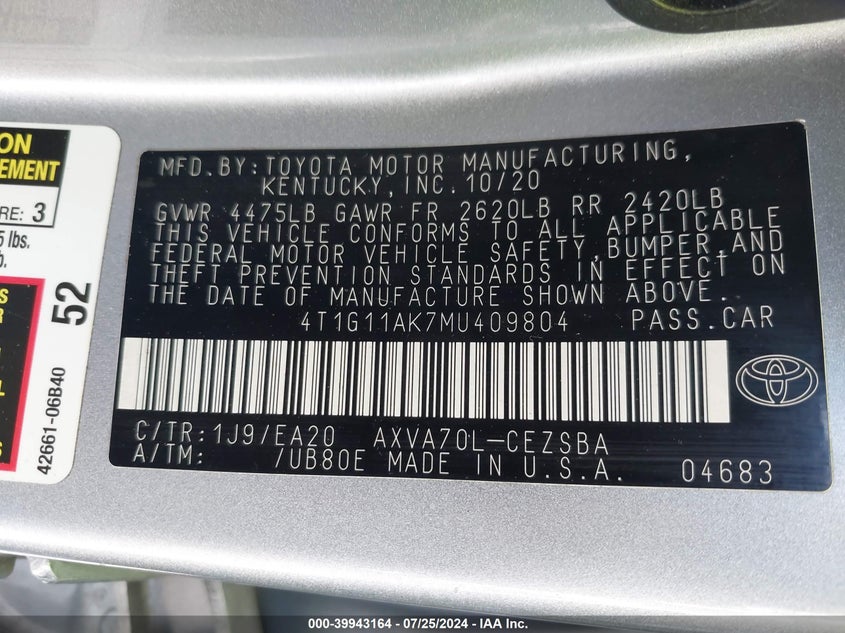 ON
EMENT
RE: 3
5 lbs.
b.
S
R
L
52
42661-06B40
MFD.BY:TOYOTA MOTOR MANUFACTURING,
KENTUCKY,INC.10/20
GVWR 4475LB GAWR FR 2620LB RR 2420LB
THIS VEHICLE CONFORMS TO ALL APPLICABLE
FEDERAL MOTOR VEHICLE SAFETY,BUMPER,AND
THEFT PREVENTION STANDARDS IN EFFECT ON
THE DATE OF MANUFACTURE SHOWN ABOVE.
4T1G11AK7MU409804 PASS.CAR
C/TR:1J9/EA20 AXVA70L-CEZSBA
A/TM: /UB80E MADE IN U.S.A. 04683
000-39943164 / 07/25/2024 - IAA Inc.